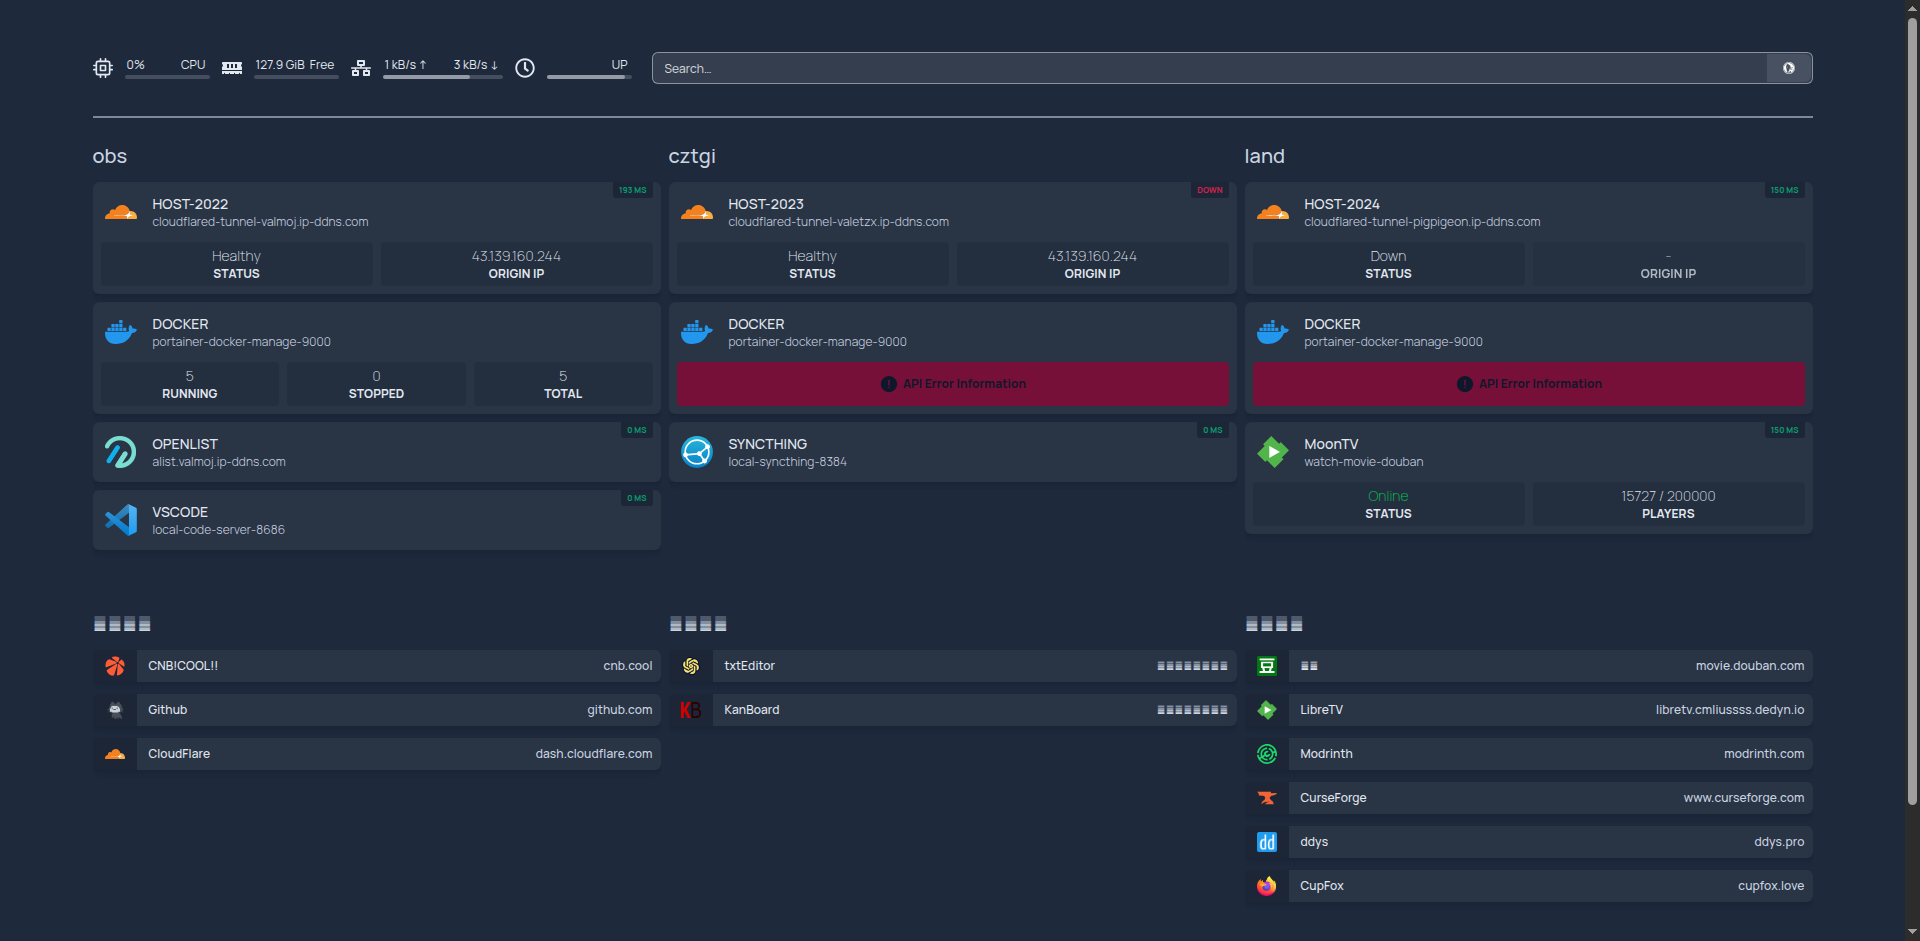 0% CPU
127.9 GiB Free
1 kB/s ↑ 3 kB/s ↓
UP
Search...
obs
193 MS
HOST-2022
cloudflared-tunnel-valmoj.ip-ddns.com
Healthy
STATUS
43.139.160.244
ORIGIN IP
DOCKER
portainer-docker-manage-9000
5
RUNNING
0
STOPPED
5
TOTAL
0 MS
OPENLIST
alist.valmoj.ip-ddns.com
0 MS
VSCODE
local-code-server-8686
cztgi
DOWN
HOST-2023
cloudflared-tunnel-valetzx.ip-ddns.com
Healthy
STATUS
43.139.160.244
ORIGIN IP
DOCKER
portainer-docker-manage-9000
API Error Information
0 MS
SYNCTHING
local-syncthing-8384
land
150 MS
HOST-2024
cloudflared-tunnel-pigpigeon.ip-ddns.com
Down
STATUS
-
ORIGIN IP
DOCKER
portainer-docker-manage-9000
API Error Information
150 MS
MoonTV
watch-movie-douban
Online
STATUS
15727 / 200000
PLAYERS
CNB!COOL!! cnb.cool
Github github.com
CloudFlare dash.cloudflare.com
txtEditor
KB KanBoard
豆 movie.douban.com
LibreTV libretv.cmliussss.dedyn.io
Modrinth modrinth.com
CurseForge www.curseforge.com
dd ddys ddys.pro
CupFox cupfox.love